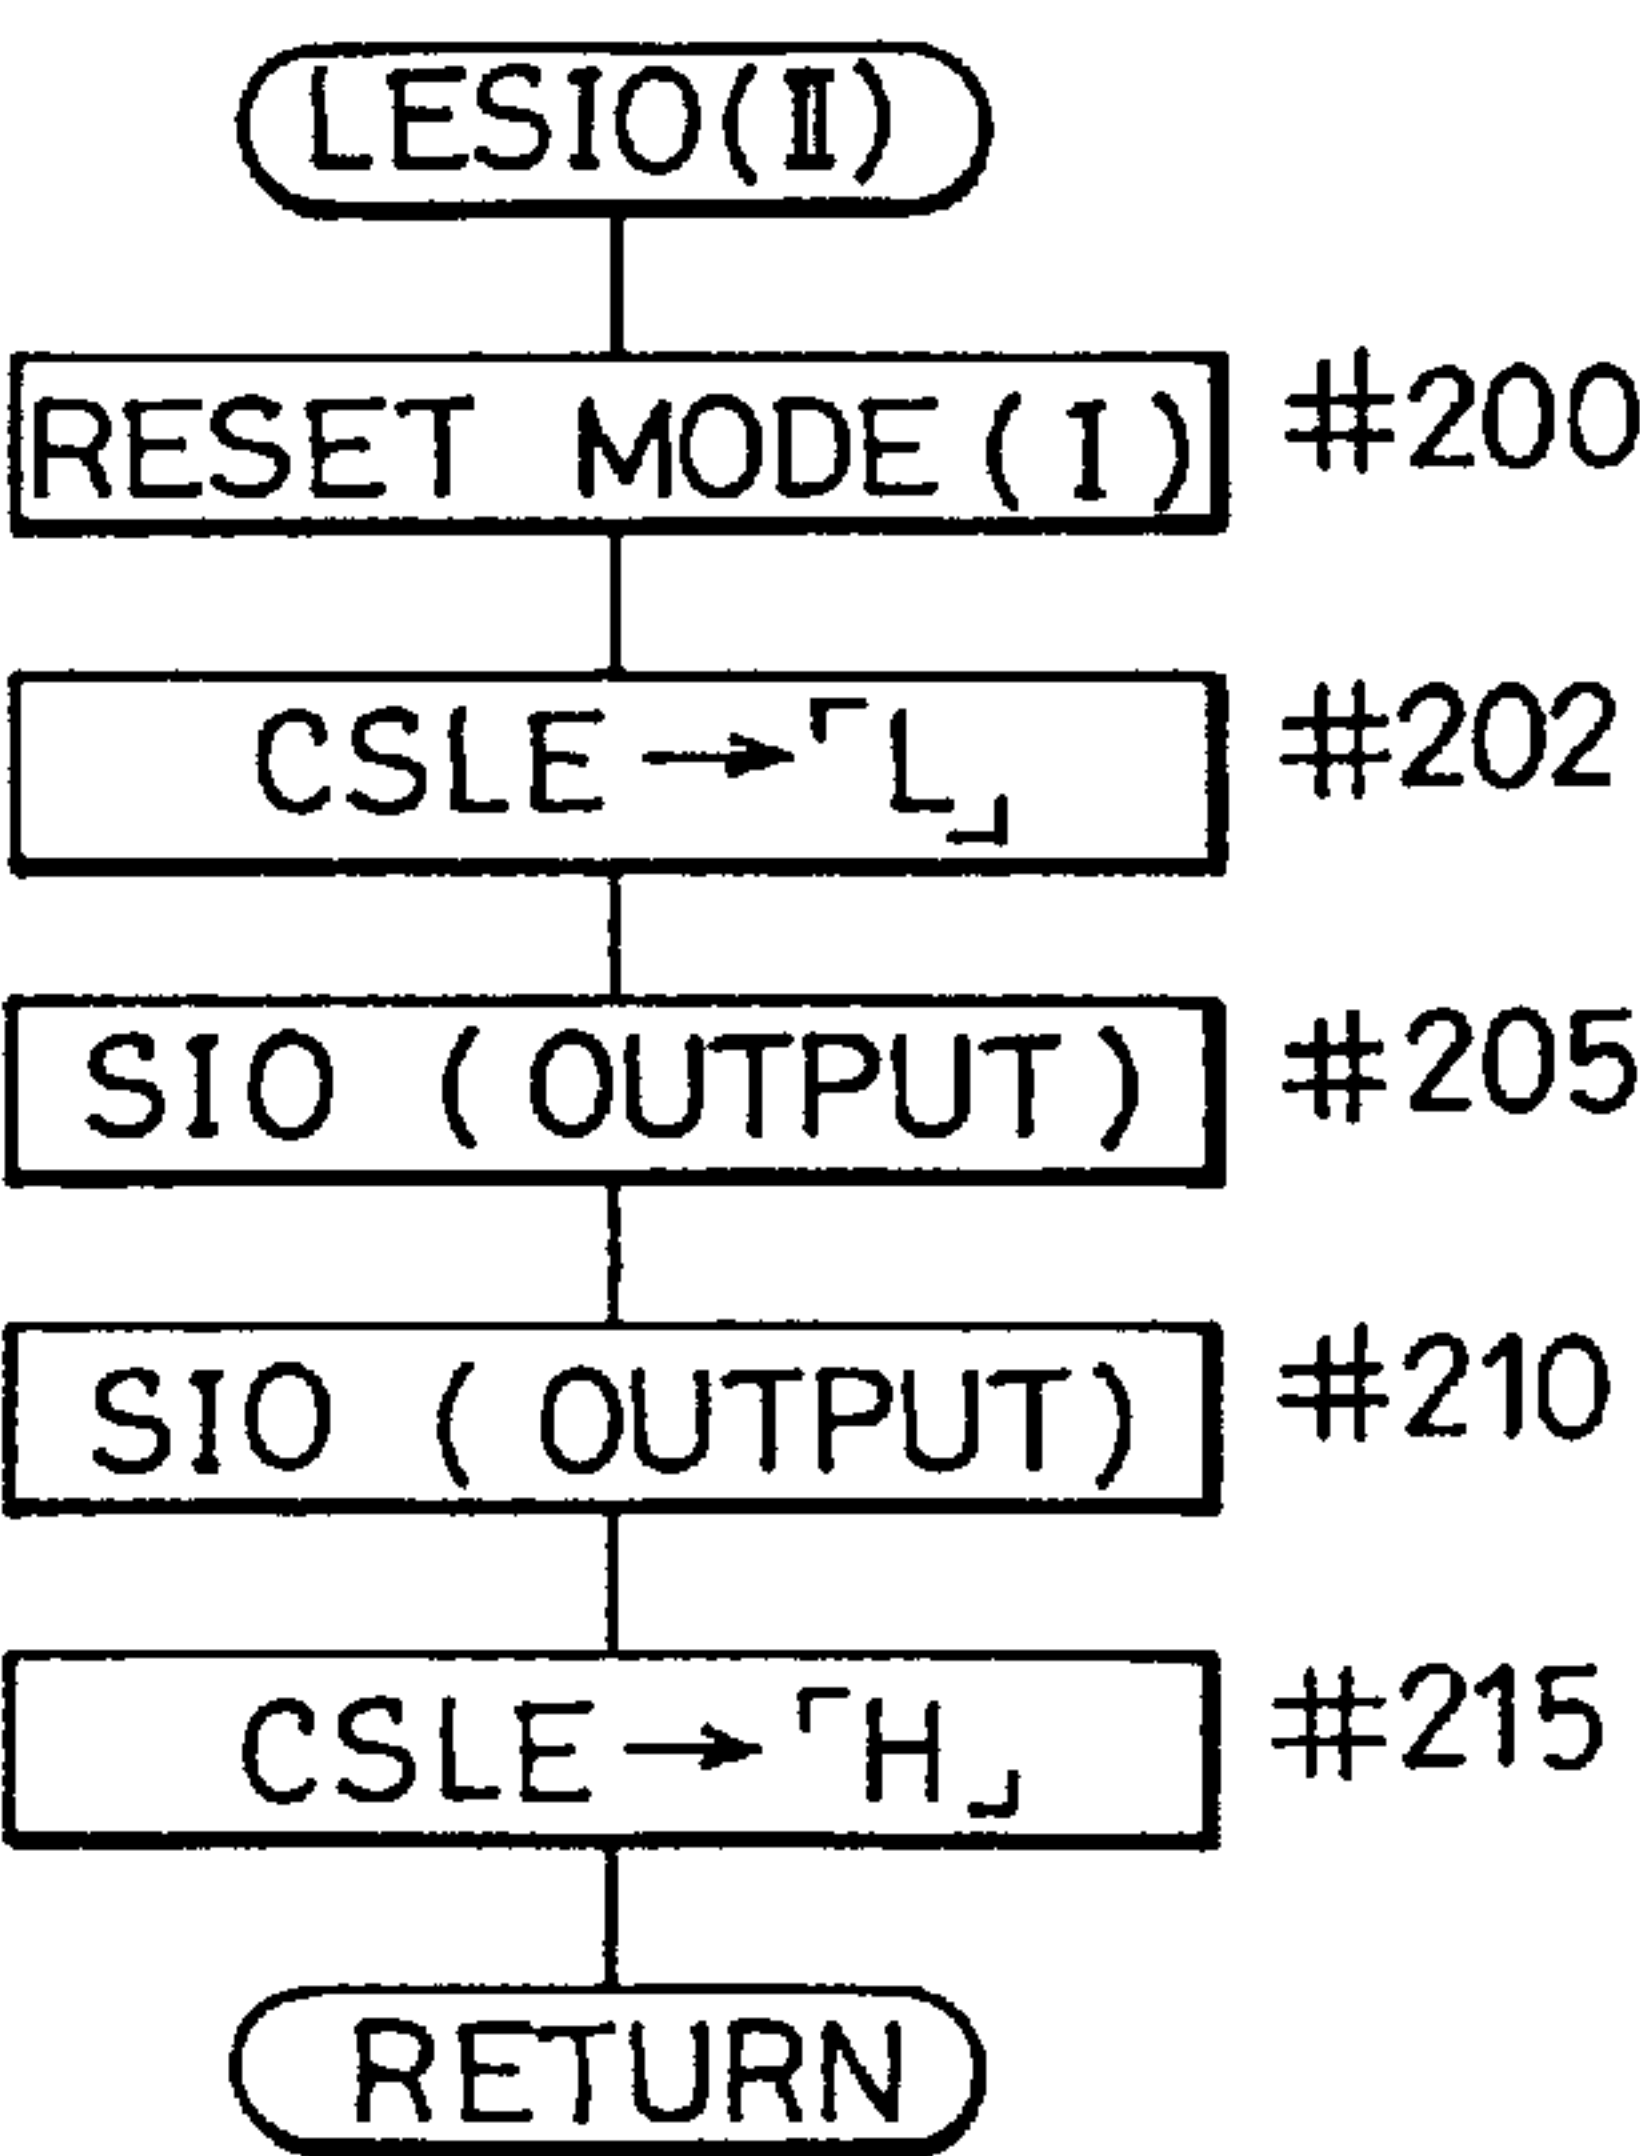 LESIO(II)
RESET MODE(I) #200
CSLE→「L」 #202
SIO (OUTPUT) #205
SIO (OUTPUT) #210
CSLE→「H」 #215
RETURN